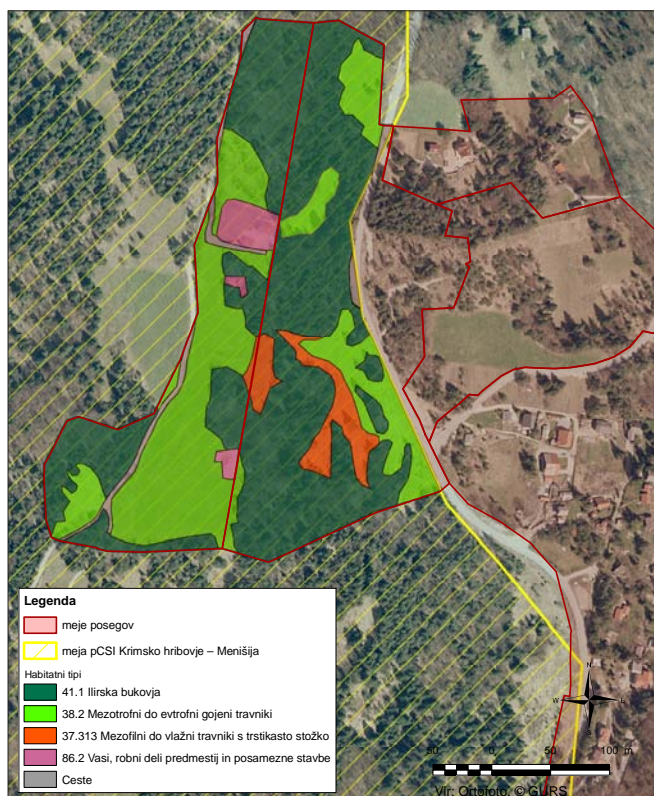 Legenda
meje posegov
meja pCSI Krimsko hribovje – Menišija
Habitatni tipi
41.1 Ilirska bukovja
38.2 Mezotrofni do evtrofni gojeni travniki
37.313 Mezofilni do vlažni travniki s trstikasto stožko
86.2 Vasi, robni deli predmestij in posamezne stavbe
Ceste
N
W E
S
50 0 50 100 m
Vir: Ortofoto, © GURS